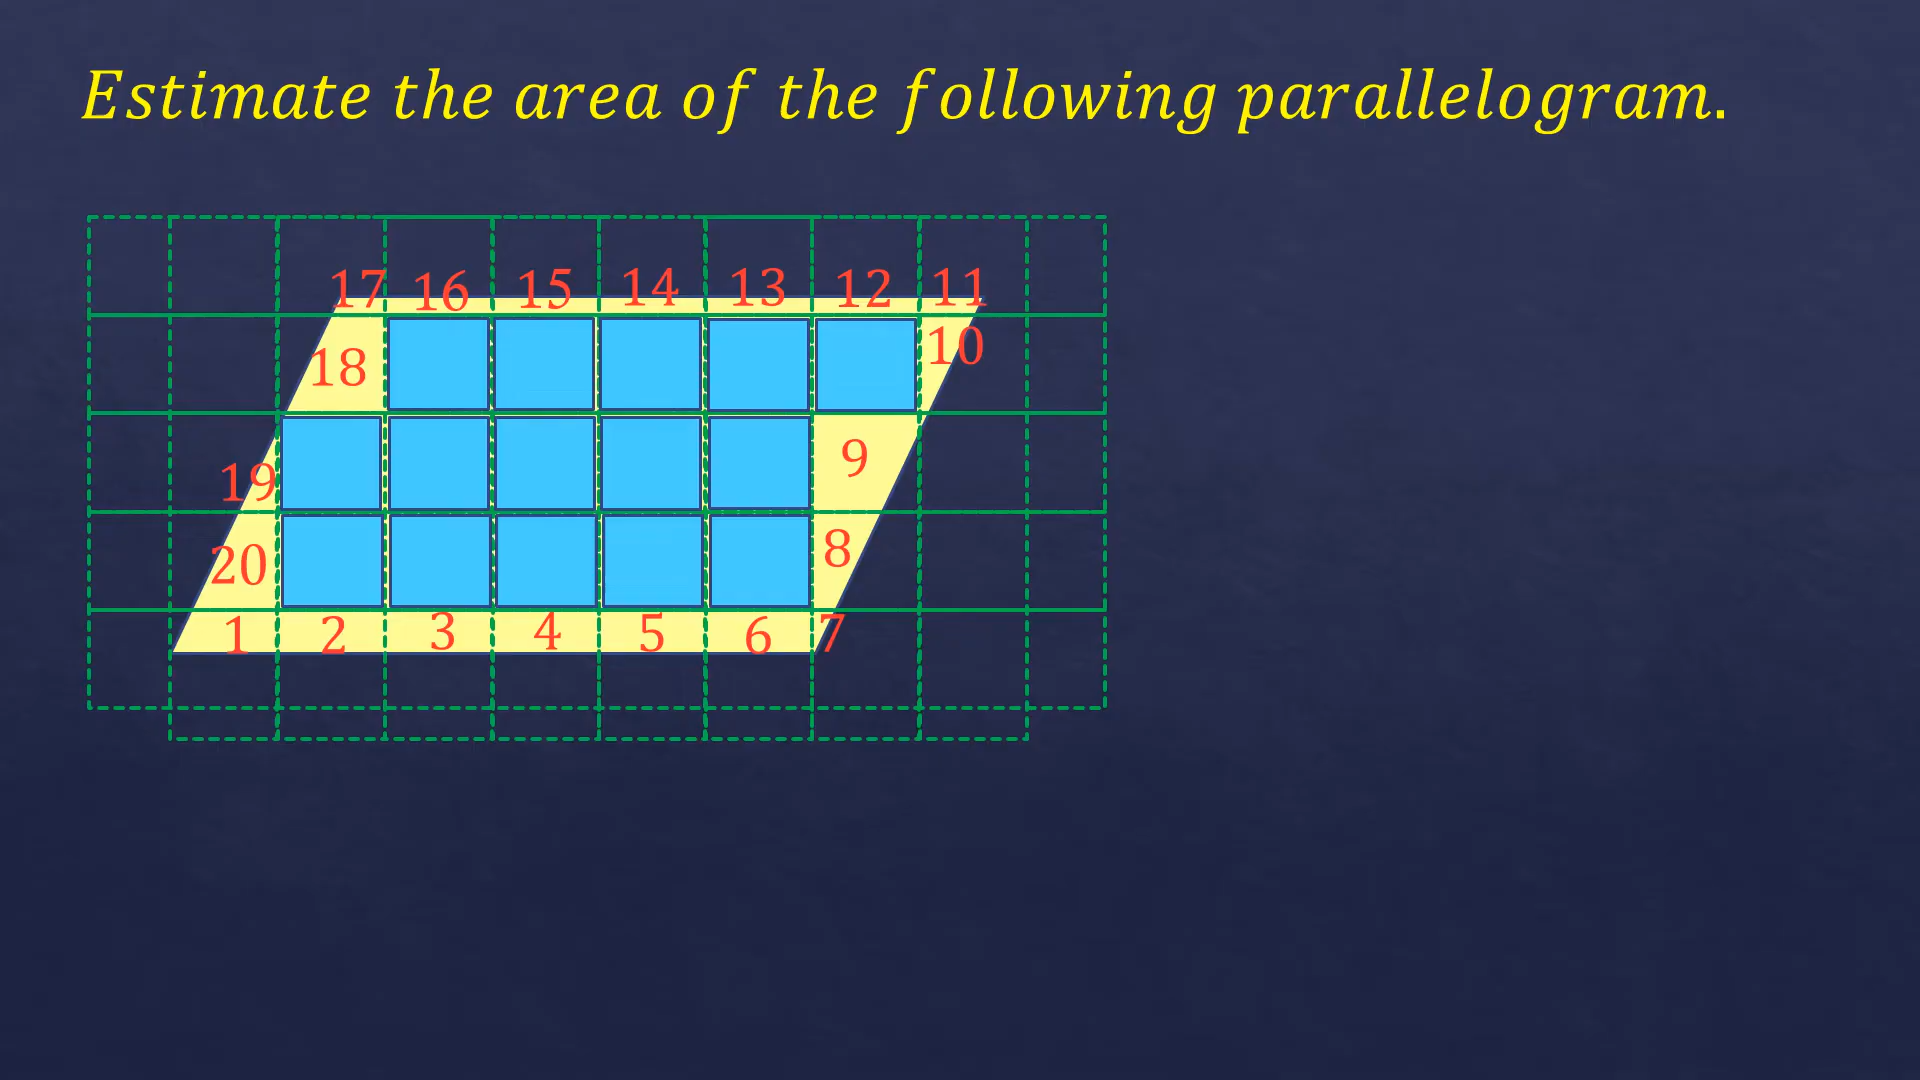 Estimate the area of the following parallelogram.
17 16 15 14 13 12 11
18 10
19 9
20 8
1 2 3 4 5 6 7